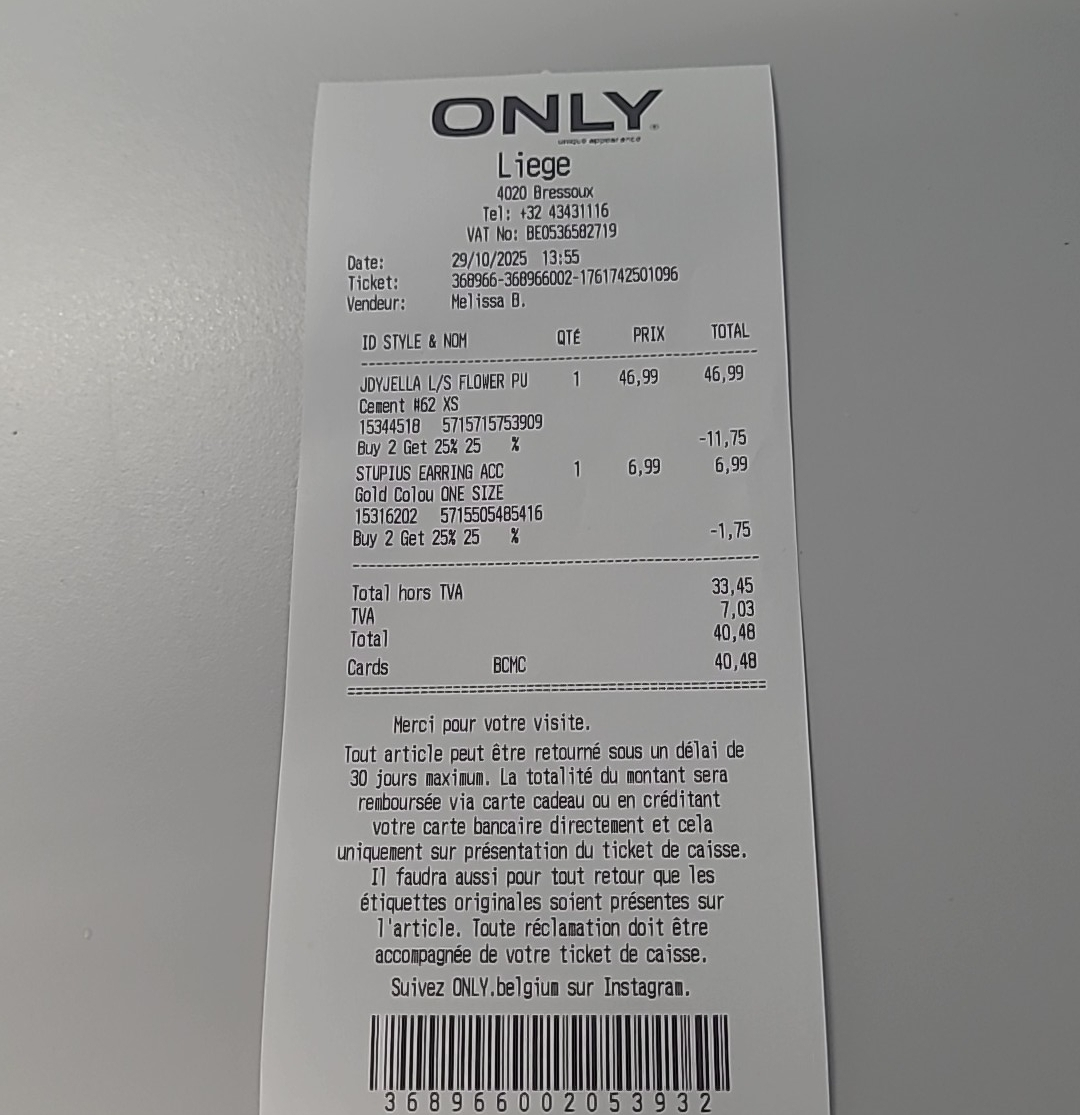 ONLY
unique appearance
Liege
4020 Bressoux
Tel: +32 43431116
VAT No: BE0536582719
Date: 29/10/2025 13:55
Ticket: 368966-368966002-1761742501096
Vendeur: Melissa B.
ID STYLE & NOM QTÉ PRIX TOTAL
JDYJELLA L/S FLOWER PU 1 46,99 46,99
Cement #62 XS
15344518 5715715753909
Buy 2 Get 25% 25 % -11,75
STUPIUS EARRING ACC 1 6,99 6,99
Gold Colou ONE SIZE
15316202 5715505485416
Buy 2 Get 25% 25 % -1,75
Total hors TVA 33,45
TVA 7,03
Total 40,48
Cards BCMC 40,48
Merci pour votre visite.
Tout article peut être retourné sous un délai de
30 jours maximum. La totalité du montant sera
remboursée via carte cadeau ou en créditant
votre carte bancaire directement et cela
uniquement sur présentation du ticket de caisse.
Il faudra aussi pour tout retour que les
étiquettes originales soient présentes sur
l'article. Toute réclamation doit être
accompagnée de votre ticket de caisse.
Suivez ONLY.belgium sur Instagram.
368966002053932